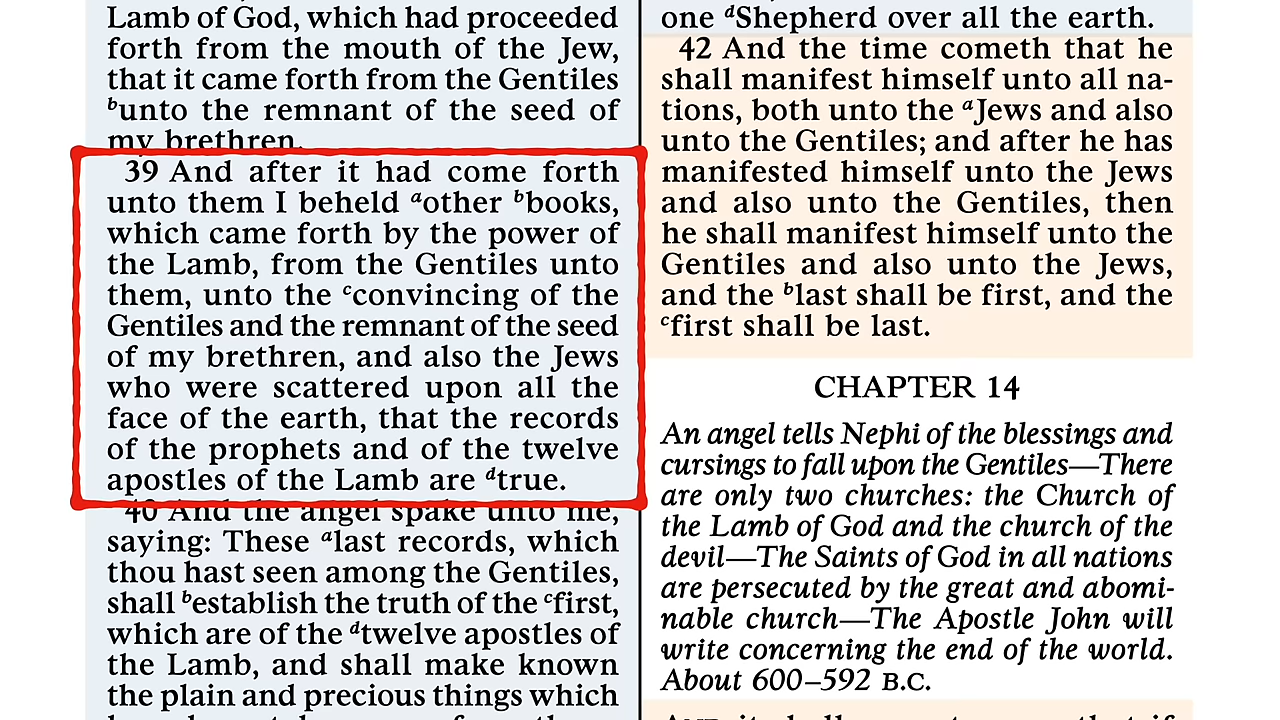 Lamb of God, which had proceeded
forth from the mouth of the Jew,
that it came forth from the Gentiles
bunto the remnant of the seed of
my brethren.
39 And after it had come forth
unto them I beheld aother bbooks,
which came forth by the power of
the Lamb, from the Gentiles unto
them, unto the cconvincing of the
Gentiles and the remnant of the seed
of my brethren, and also the Jews
who were scattered upon all the
face of the earth, that the records
of the prophets and of the twelve
apostles of the Lamb are dtrue.
40 And the angel spake unto me,
saying: These alast records, which
thou hast seen among the Gentiles,
shall bestablish the truth of the cfirst,
which are of the dtwelve apostles of
the Lamb, and shall make known
the plain and precious things which
one dShepherd over all the earth.
42 And the time cometh that he
shall manifest himself unto all na-
tions, both unto the aJews and also
unto the Gentiles; and after he has
manifested himself unto the Jews
and also unto the Gentiles, then
he shall manifest himself unto the
Gentiles and also unto the Jews,
and the blast shall be first, and the
cfirst shall be last.
CHAPTER 14
An angel tells Nephi of the blessings and
cursings to fall upon the Gentiles—There
are only two churches: the Church of
the Lamb of God and the church of the
devil—The Saints of God in all nations
are persecuted by the great and abomi-
nable church—The Apostle John will
write concerning the end of the world.
About 600–592 B.C.